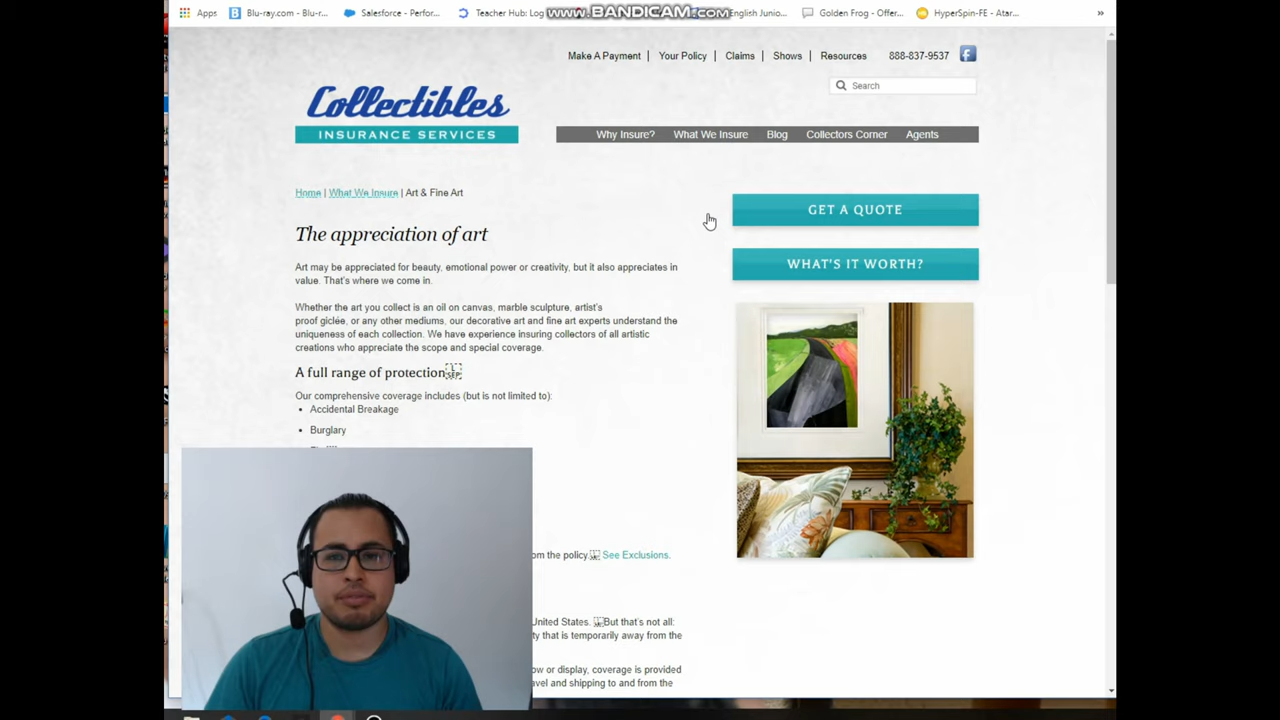 Apps
Blu-ray.com - Blu-r...
Salesforce - Perfor...
Teacher Hub: Log
www.BANDICAM.com
English Junio...
Golden Frog - Offer...
HyperSpin-FE - Atar...
»
Make A Payment | Your Policy | Claims | Shows | Resources 888-837-9537
Search
Collectibles
INSURANCE SERVICES
Why Insure? What We Insure Blog Collectors Corner Agents
Home | What We Insure | Art & Fine Art
GET A QUOTE
WHAT'S IT WORTH?
The appreciation of art
Art may be appreciated for beauty, emotional power or creativity, but it also appreciates in
value. That's where we come in.
Whether the art you collect is an oil on canvas, marble sculpture, artist's
proof giclée, or any other mediums, our decorative art and fine art experts understand the
uniqueness of each collection. We have experience insuring collectors of all artistic
creations who appreciate the scope and special coverage.
A full range of protection
Our comprehensive coverage includes (but is not limited to):
• Accidental Breakage
• Burglary
om the policy. See Exclusions.
United States. But that's not all:
ty that is temporarily away from the
ow or display, coverage is provided
avel and shipping to and from the